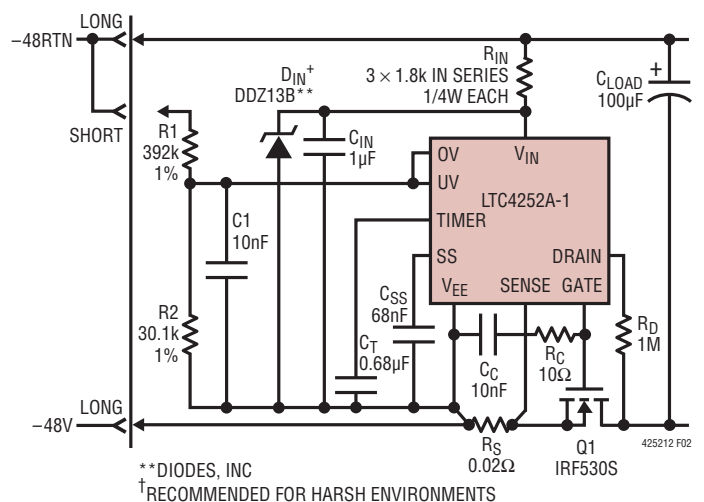 LONG
−48RTN
SHORT
R1
392k
1%
DIN†
DDZ13B**
CIN
1µF
RIN
3 × 1.8k IN SERIES
1/4W EACH
CLOAD
100µF
+
OV
VIN
UV
LTC4252A-1
TIMER
SS
DRAIN
VEE
SENSE
GATE
C1
10nF
R2
30.1k
1%
CSS
68nF
CT
0.68µF
CC
10nF
RC
10Ω
RD
1M
LONG
−48V
RS
0.02Ω
Q1
IRF530S
425212 F02
**DIODES, INC
†RECOMMENDED FOR HARSH ENVIRONMENTS